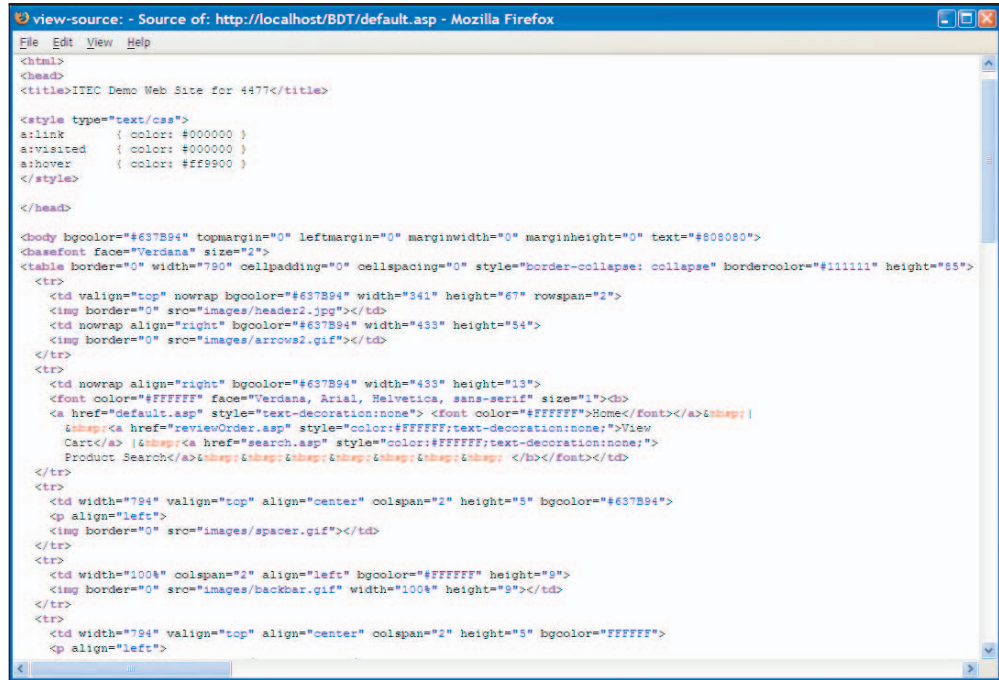 view-source: - Source of: http://localhost/BDT/default.asp - Mozilla Firefox
File Edit View Help
<html>
<head>
<title>ITEC Demo Web Site for 4477</title>
<style type="text/css">
a:link { color: #000000 }
a:visited { color: #000000 }
a:hover { color: #ff9900 }
</style>
</head>
<body bgcolor="#637B94" topmargin="0" leftmargin="0" marginwidth="0" marginheight="0" text="#808080">
<basefont face="Verdana" size="2">
<table border="0" width="790" cellpadding="0" cellspacing="0" style="border-collapse: collapse" bordercolor="#111111" height="85">
<tr>
<td valign="top" nowrap bgcolor="#637B94" width="341" height="67" rowspan="2">
<img border="0" src="images/header2.jpg"></td>
<td nowrap align="right" bgcolor="#637B94" width="433" height="54">
<img border="0" src="images/arrows2.gif"></td>
</tr>
<tr>
<td nowrap align="right" bgcolor="#637B94" width="433" height="13">
<font color="#FFFFFF" face="Verdana, Arial, Helvetica, sans-serif" size="1"><b>
<a href="default.asp" style="text-decoration:none"> <font color="#FFFFFF">Home</font></a>&nbsp;|
&nbsp;<a href="reviewOrder.asp" style="color:#FFFFFF;text-decoration:none;">View
Cart</a> |&nbsp;<a href="search.asp" style="color:#FFFFFF;text-decoration:none;">
Product Search</a>&nbsp;&nbsp;&nbsp;&nbsp;&nbsp;&nbsp;&nbsp; </b></font></td>
</tr>
<tr>
<td width="794" valign="top" align="center" colspan="2" height="5" bgcolor="#637B94">
<p align="left">
<img border="0" src="images/spacer.gif"></td>
</tr>
<tr>
<td width="100%" colspan="2" align="left" bgcolor="#FFFFFF" height="9">
<img border="0" src="images/backbar.gif" width="100%" height="9"></td>
</tr>
<tr>
<td width="794" valign="top" align="center" colspan="2" height="5" bgcolor="FFFFFF">
<p align="left">